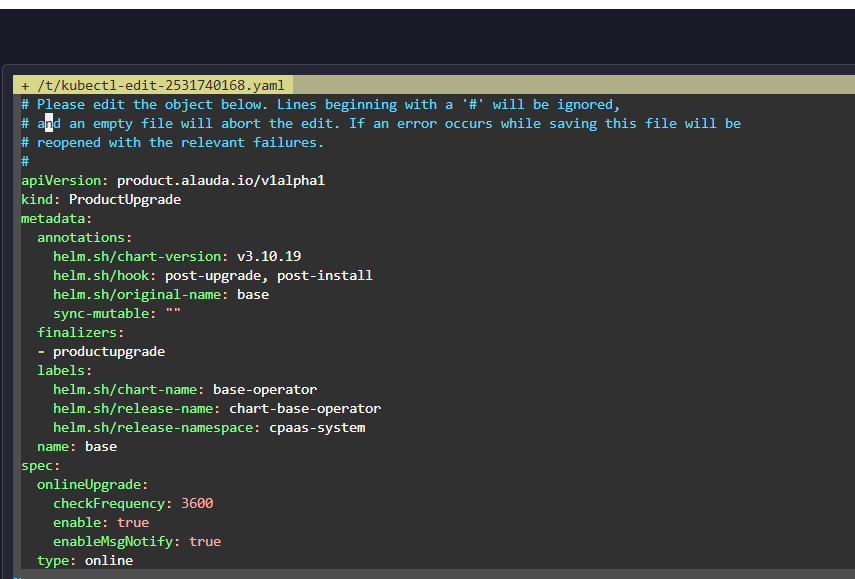 + /t/kubectl-edit-2531740168.yaml
# Please edit the object below. Lines beginning with a '#' will be ignored,
# and an empty file will abort the edit. If an error occurs while saving this file will be
# reopened with the relevant failures.
#
apiVersion: product.alauda.io/v1alpha1
kind: ProductUpgrade
metadata:
  annotations:
    helm.sh/chart-version: v3.10.19
    helm.sh/hook: post-upgrade, post-install
    helm.sh/original-name: base
    sync-mutable: ""
  finalizers:
  - productupgrade
  labels:
    helm.sh/chart-name: base-operator
    helm.sh/release-name: chart-base-operator
    helm.sh/release-namespace: cpaas-system
  name: base
spec:
  onlineUpgrade:
    checkFrequency: 3600
    enable: true
    enableMsgNotify: true
  type: online